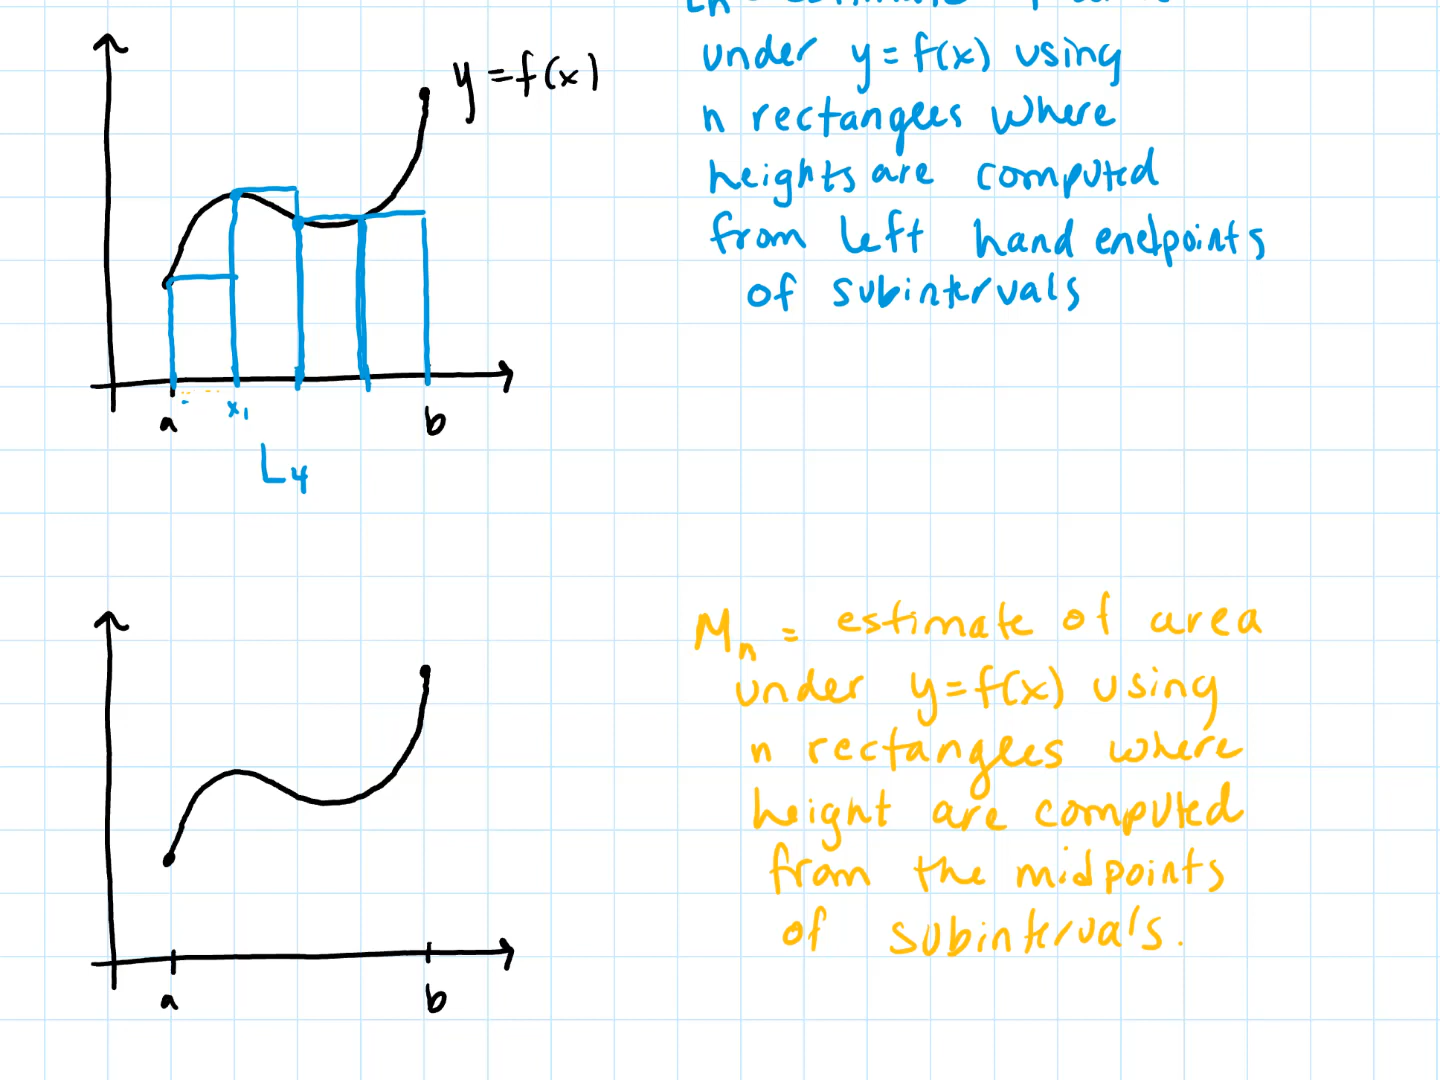 under y=f(x) using
n rectangles where
heights are computed
from left hand endpoints
of subintervals
y=f(x)
x₁
a
b
L₄
Mₙ = estimate of area
under y=f(x) using
n rectangles where
height are computed
from the midpoints
of subintervals.
a
b